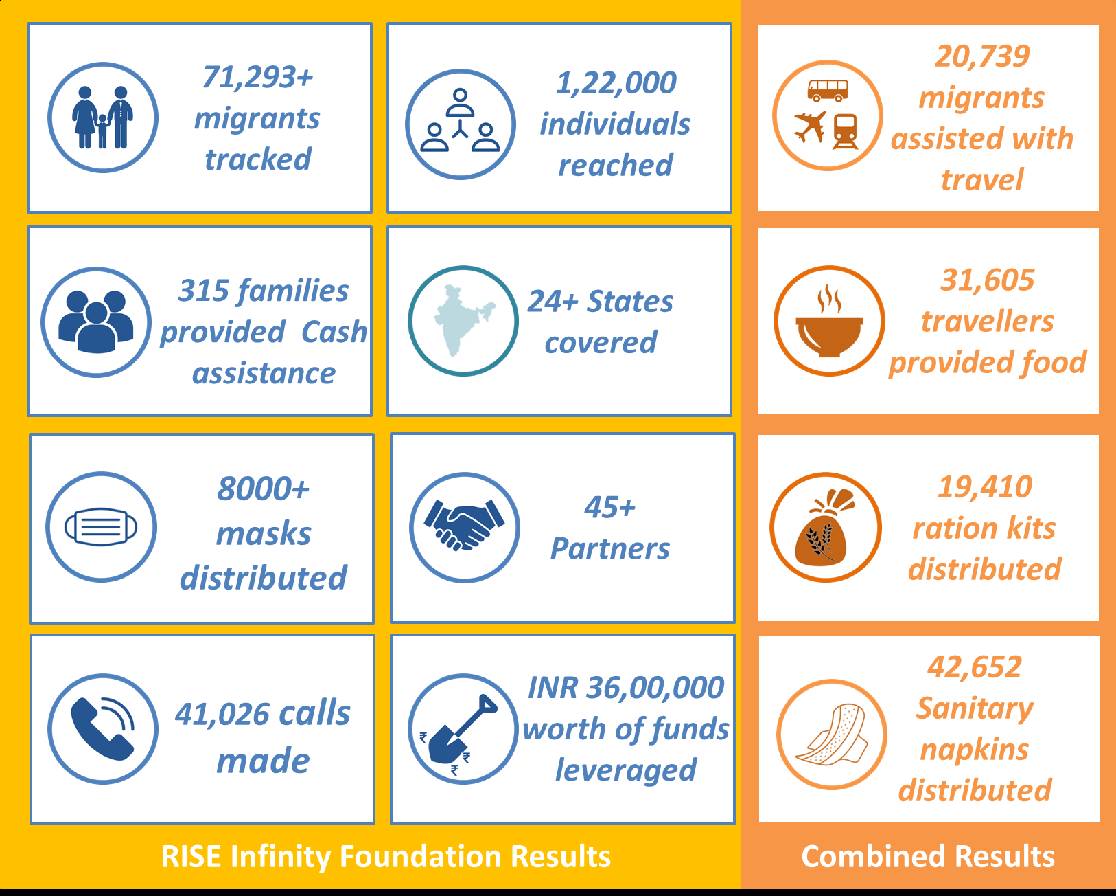 71,293+
migrants
tracked
1,22,000
individuals
reached
20,739
migrants
assisted with
travel
315 families
provided  Cash
assistance
24+ States
covered
31,605
travellers
provided food
8000+
masks
distributed
45+
Partners
19,410
ration kits
distributed
41,026 calls
made
INR 36,00,000
worth of funds
leveraged
₹
₹
₹
42,652
Sanitary
napkins
distributed
RISE Infinity Foundation Results
Combined Results